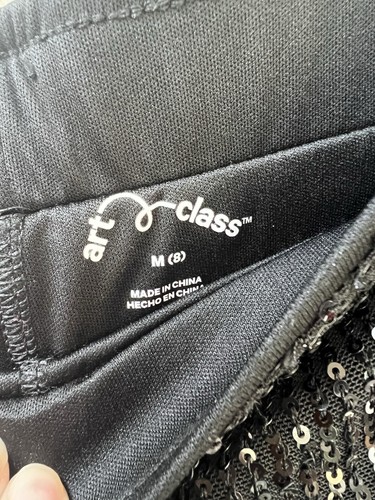 art class™
M (8)
MADE IN CHINA
HECHO EN CHINA